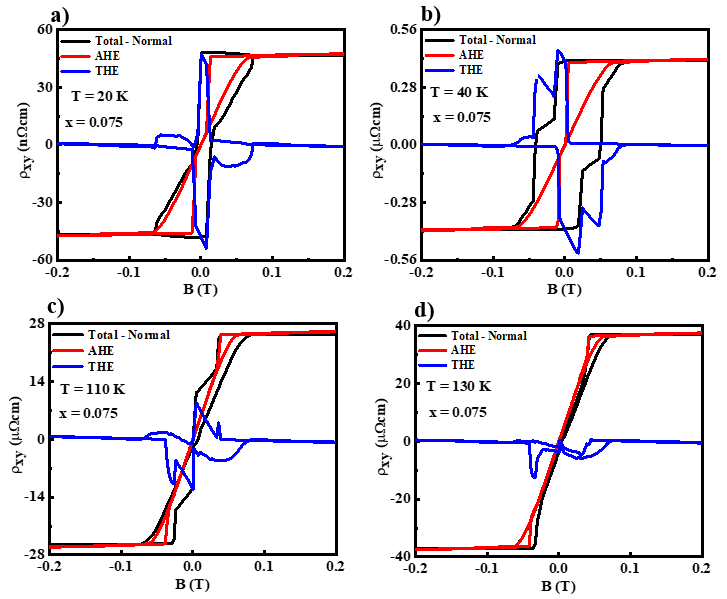 a)
60
30
0
-30
-60
ρxy (nΩcm)
Total - Normal
AHE
THE
T = 20 K
x = 0.075
-0.2
-0.1
0.0
0.1
0.2
B (T)
b)
0.56
0.28
0.00
-0.28
-0.56
ρxy (μΩcm)
Total - Normal
AHE
THE
T = 40 K
x = 0.075
-0.2
-0.1
0.0
0.1
0.2
B (T)
c)
28
14
0
-14
-28
ρxy (μΩcm)
Total - Normal
AHE
THE
T = 110 K
x = 0.075
-0.2
-0.1
0.0
0.1
0.2
B (T)
d)
40
20
0
-20
-40
ρxy (μΩcm)
Total - Normal
AHE
THE
T = 130 K
x = 0.075
-0.2
-0.1
0.0
0.1
0.2
B (T)